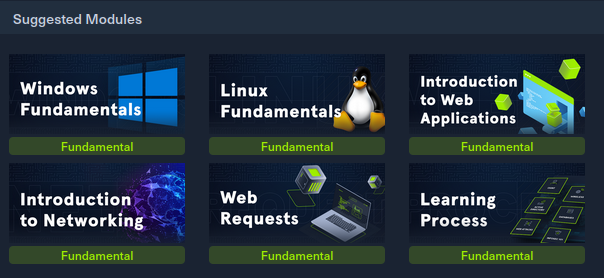 Suggested Modules
Windows
Fundamentals
Fundamental
Linux
Fundamentals
Fundamental
Introduction
to Web
Applications
Fundamental
Introduction
to Networking
Fundamental
Web
Requests
Fundamental
Learning
Process
Fundamental